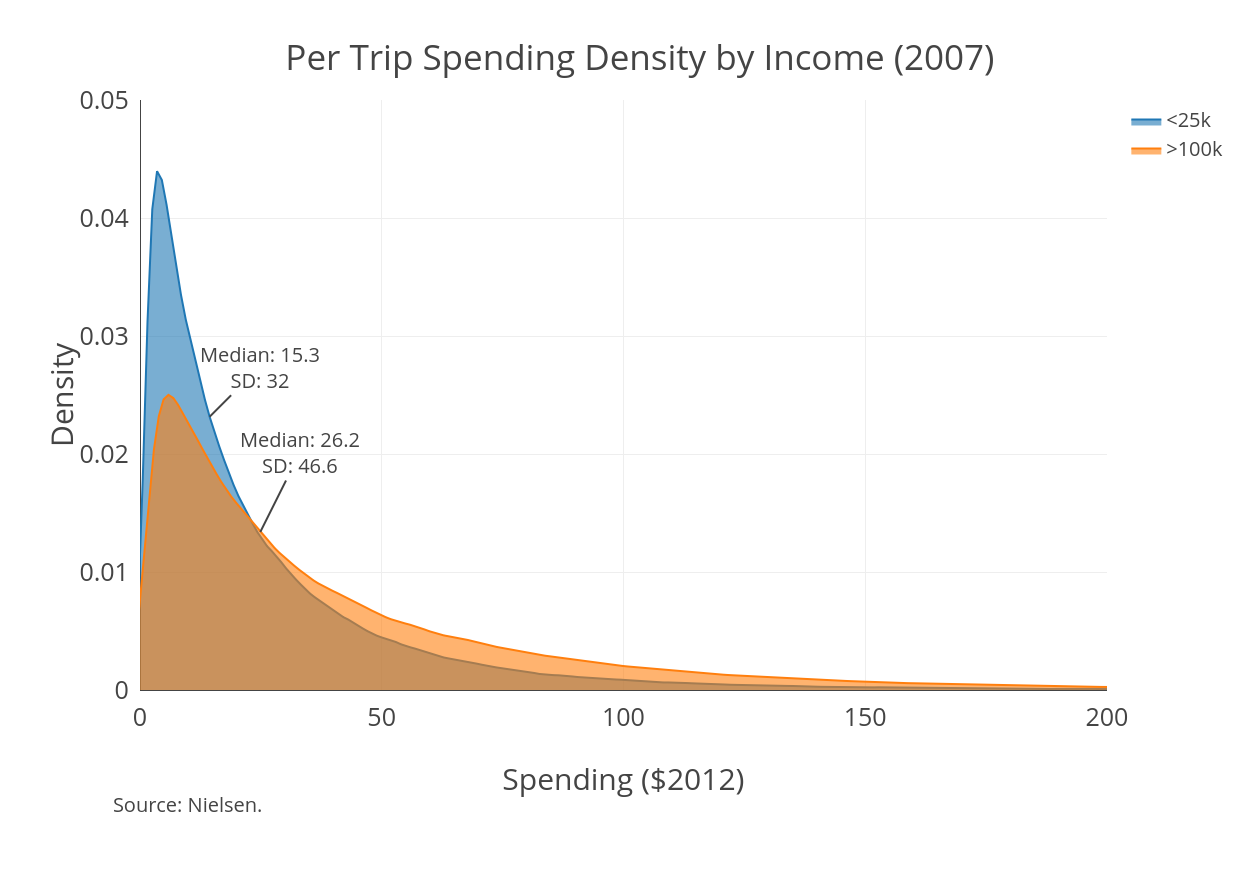 Per Trip Spending Density by Income (2007)
0.05
0.04
0.03
0.02
0.01
0
Density
<25k
>100k
Median: 15.3
SD: 32
Median: 26.2
SD: 46.6
0 50 100 150 200
Spending ($2012)
Source: Nielsen.